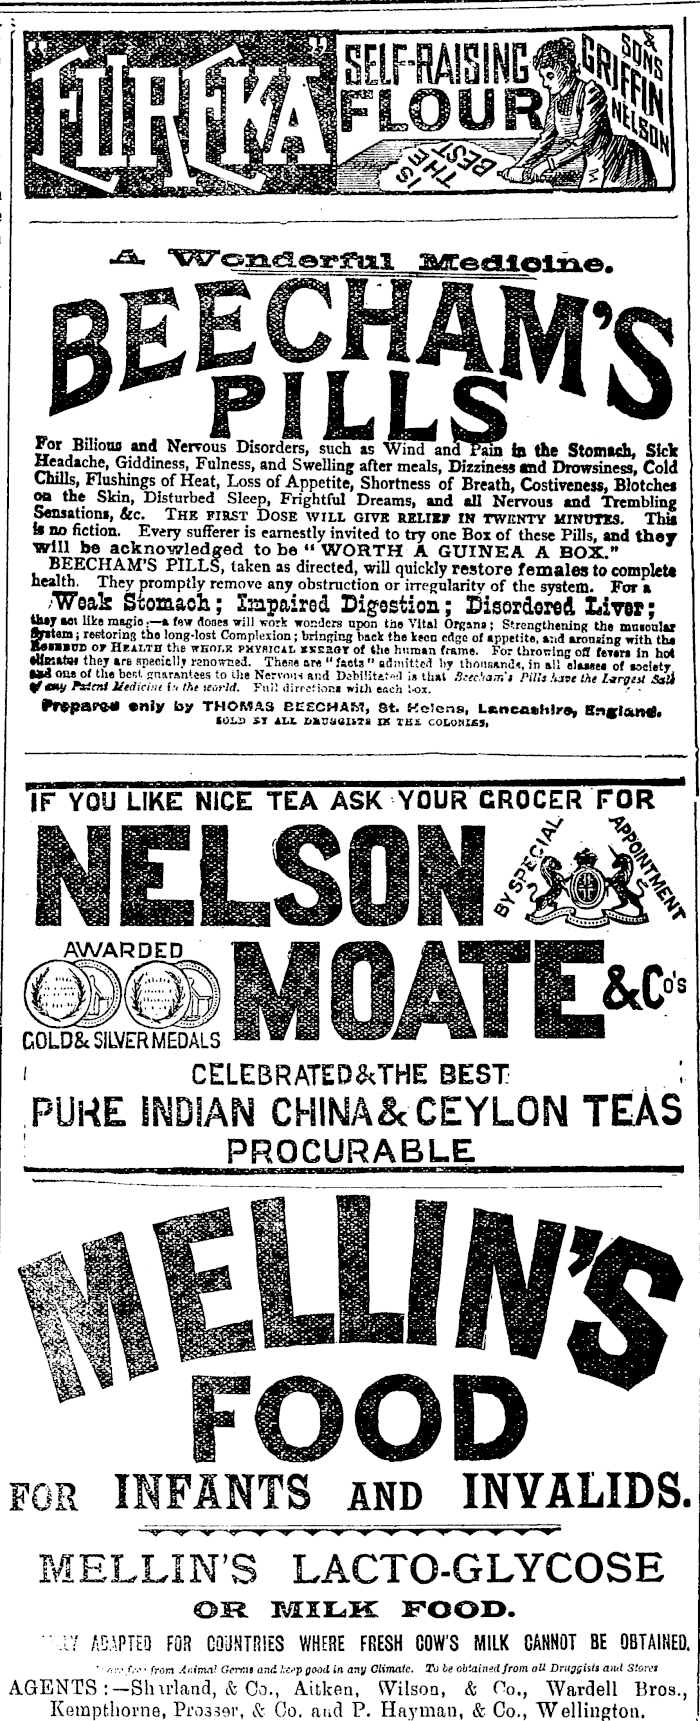 "EUREKA"
SELF-RAISING
FLOUR
GRIFFIN
& SONS
NELSON
IS THE BEST
A Wonderful Medicine.
BEECHAM'S
PILLS
For Bilious and Nervous Disorders, such as Wind and Pain in the Stomach, Sick
Headache, Giddiness, Fulness, and Swelling after meals, Dizziness and Drowsiness, Cold
Chills, Flushings of Heat, Loss of Appetite, Shortness of Breath, Costiveness, Blotches
on the Skin, Disturbed Sleep, Frightful Dreams, and all Nervous and Trembling
Sensations, &c. THE FIRST DOSE WILL GIVE RELIEF IN TWENTY MINUTES. This
is no fiction. Every sufferer is earnestly invited to try one Box of these Pills, and they
will be acknowledged to be "WORTH A GUINEA A BOX."
BEECHAM'S PILLS, taken as directed, will quickly restore females to complete
health. They promptly remove any obstruction or irregularity of the system. For a
Weak Stomach; Impaired Digestion; Disordered Liver;
they act like magic:—a few doses will work wonders upon the Vital Organs; Strengthening the muscular
System; restoring the long-lost Complexion; bringing back the keen edge of appetite, and arousing with the
ROSEBUD OF HEALTH the WHOLE PHYSICAL ENERGY of the human frame. For throwing off fevers in hot
climates they are specially renowned. These are "facts" admitted by thousands, in all classes of society
and one of the best guarantees to the Nervous and Debilitated is that Beecham's Pills have the Largest Sale
of any Patent Medicine in the world. Full directions with each box.
Prepared only by THOMAS BEECHAM, St. Helens, Lancashire, England.
SOLD BY ALL DRUGGISTS IN THE COLONIES.
IF YOU LIKE NICE TEA ASK YOUR GROCER FOR
NELSON
BY SPECIAL APPOINTMENT
AWARDED
MOATE & Co's
GOLD & SILVER MEDALS
CELEBRATED & THE BEST
PURE INDIAN CHINA & CEYLON TEAS
PROCURABLE
MELLIN'S
FOOD
FOR INFANTS AND INVALIDS.
MELLIN'S LACTO-GLYCOSE
OR MILK FOOD.
ADAPTED FOR COUNTRIES WHERE FRESH COW'S MILK CANNOT BE OBTAINED.
from Animal Germs and keep good in any Climate. To be obtained from all Druggists and Stores
AGENTS:—Sharland, & Co., Aitken, Wilson, & Co., Wardell Bros.,
Kempthorne, Prosser, & Co. and P. Hayman, & Co., Wellington.